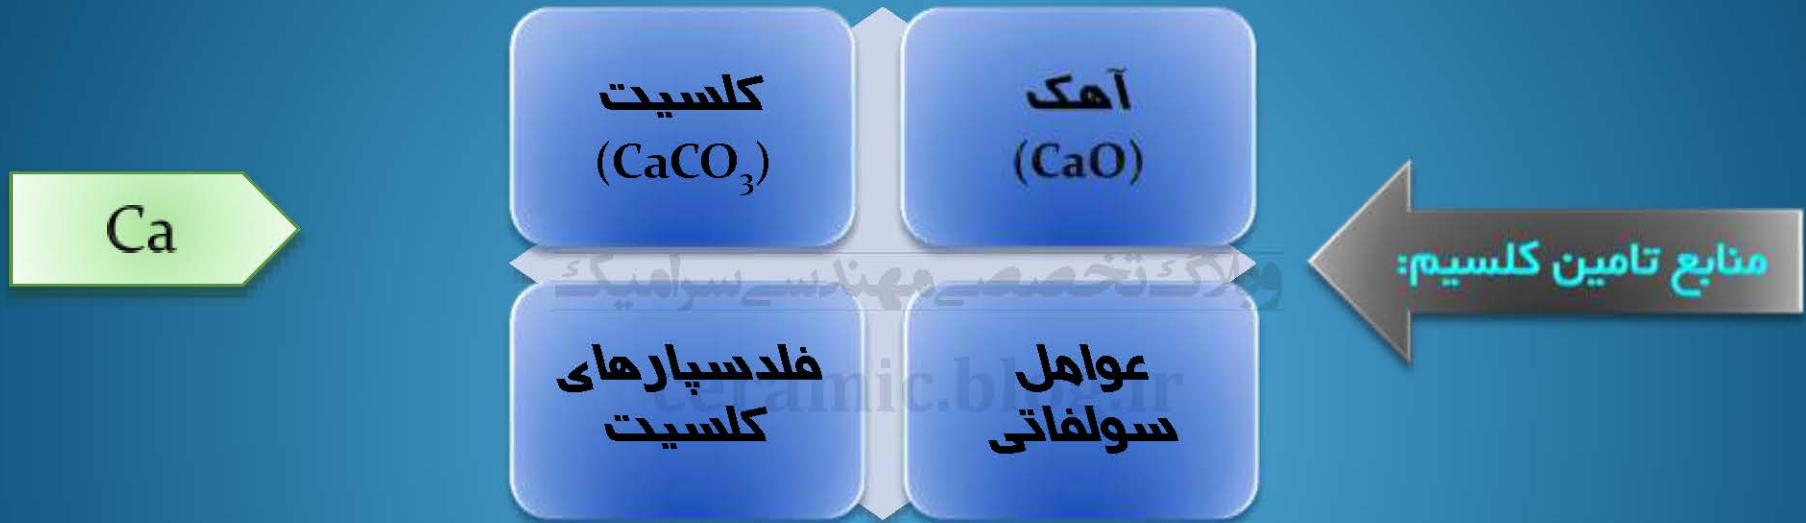 منابع تامین کلسیم:
آهک
(CaO)
کلسیت
(CaCO₃)
عوامل
سولفاتی
فلدسپارهای
کلسیت
Ca
وبلاگ تخصصی مهندسی سرامیک
ceramic.blog.ir